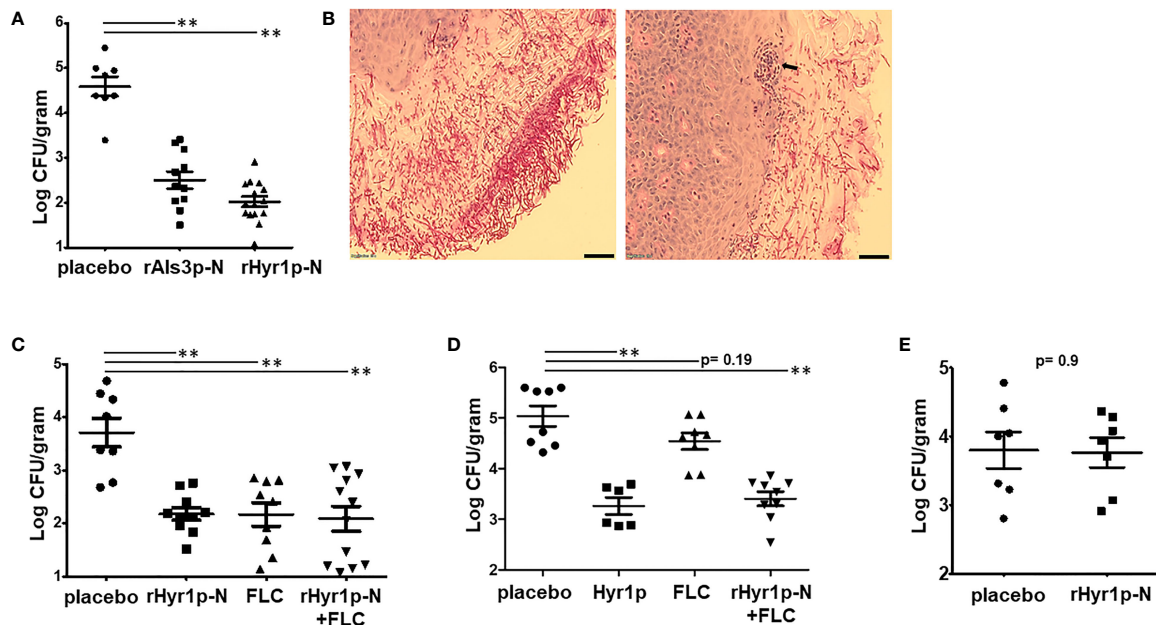 A
**
**
Log CFU/gram
5
4
3
2
1
placebo rAls3p-N rHyr1p-N
B
C
**
**
**
Log CFU/gram
5
4
3
2
1
placebo rHyr1p-N FLC rHyr1p-N
+FLC
D
**
p= 0.19
**
Log CFU/gram
6
5
4
3
2
placebo Hyr1p FLC rHyr1p-N
+FLC
E
p= 0.9
Log CFU/gram
5
4
3
2
placebo rHyr1p-N